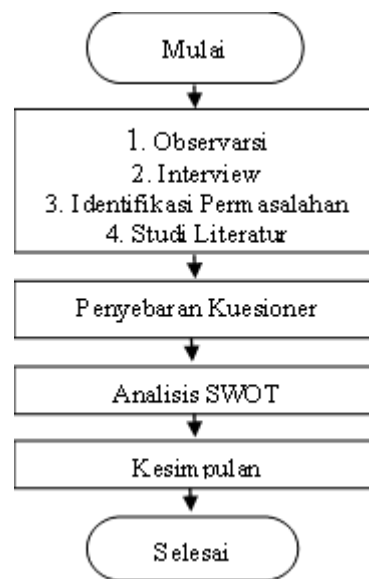 Mulai
1. Observarsi
2. Interview
3. Identifikasi Permasalahan
4. Studi Literatur
Penyebaran Kuesioner
Analisis SWOT
Kesimpulan
Selesai